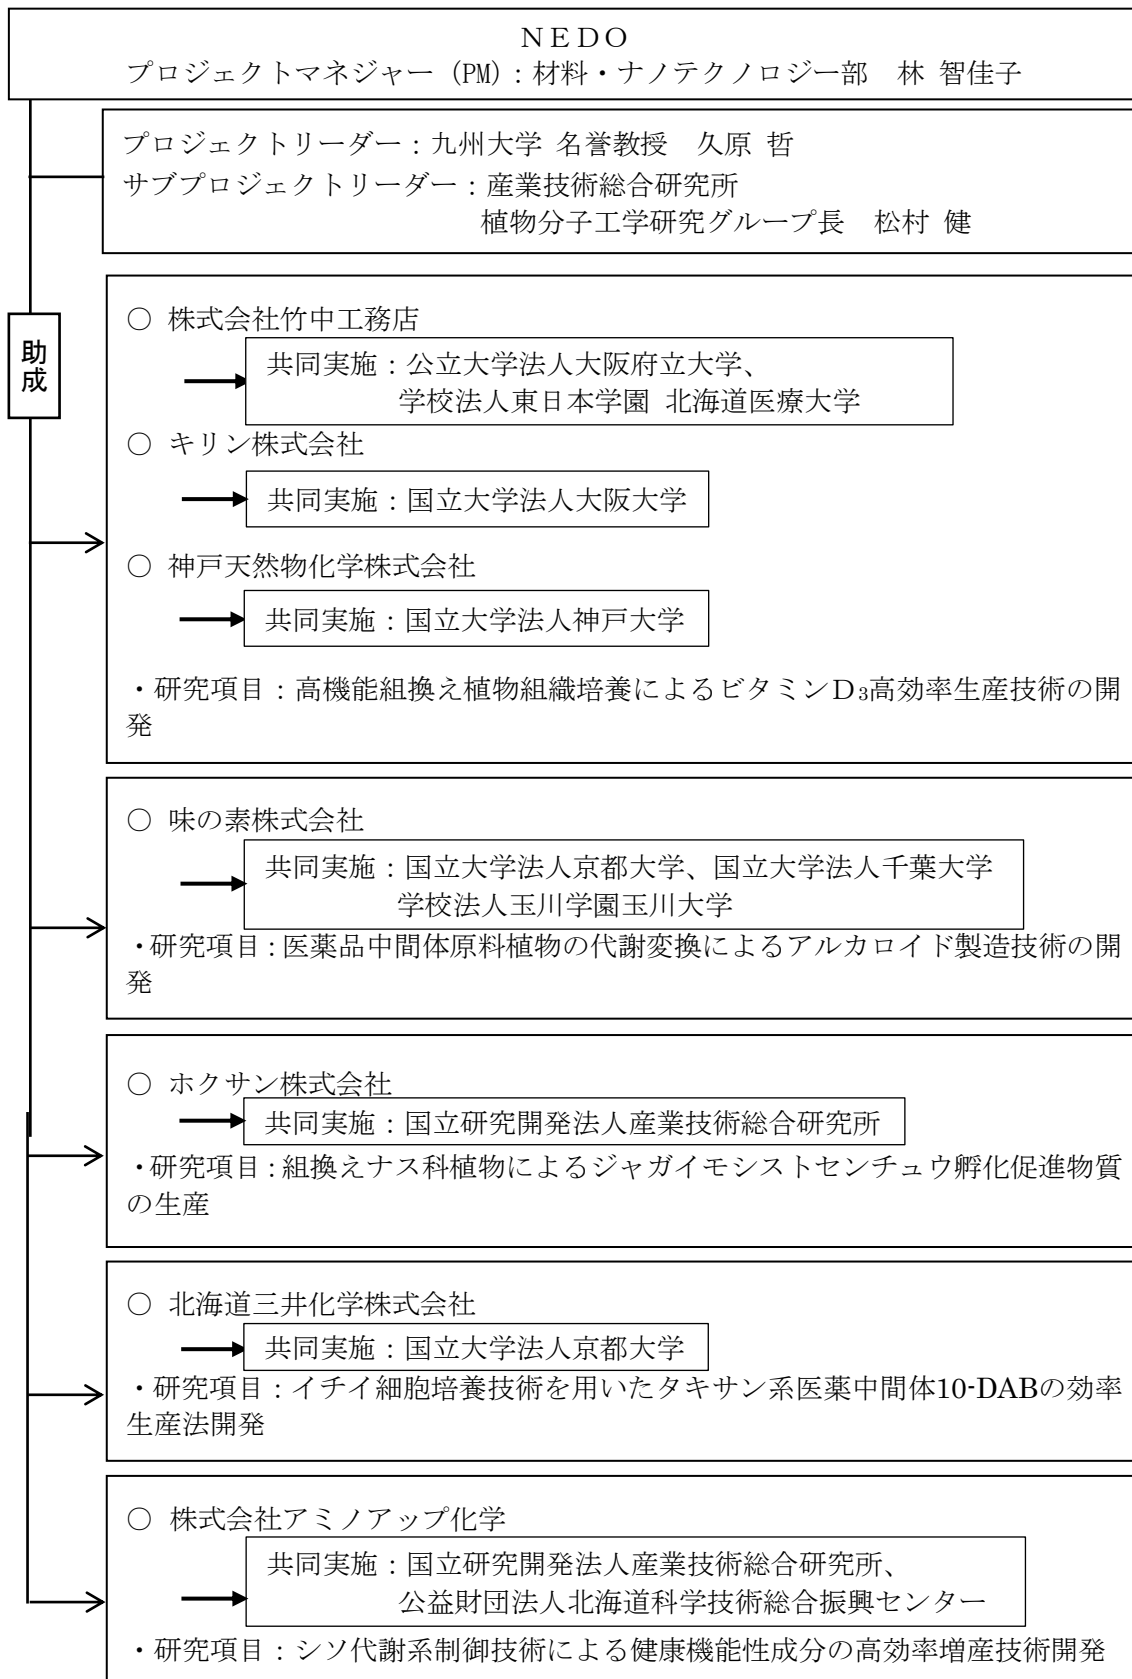 ＮＥＤＯ
プロジェクトマネジャー (PM)：材料・ナノテクノロジー部　林 智佳子
プロジェクトリーダー：九州大学 名誉教授　久原 哲
サブプロジェクトリーダー：産業技術総合研究所
植物分子工学研究グループ長　松村 健
助成
○ 株式会社竹中工務店
共同実施：公立大学法人大阪府立大学、
学校法人東日本学園 北海道医療大学
○ キリン株式会社
共同実施：国立大学法人大阪大学
○ 神戸天然物化学株式会社
共同実施：国立大学法人神戸大学
・研究項目：高機能組換え植物組織培養によるビタミンＤ₃高効率生産技術の開
発
○ 味の素株式会社
共同実施：国立大学法人京都大学、国立大学法人千葉大学
学校法人玉川学園玉川大学
・研究項目：医薬品中間体原料植物の代謝変換によるアルカロイド製造技術の開
発
○ ホクサン株式会社
共同実施：国立研究開発法人産業技術総合研究所
・研究項目：組換えナス科植物によるジャガイモシストセンチュウ孵化促進物質
の生産
○ 北海道三井化学株式会社
共同実施：国立大学法人京都大学
・研究項目：イチイ細胞培養技術を用いたタキサン系医薬中間体10-DABの効率
生産法開発
○ 株式会社アミノアップ化学
共同実施：国立研究開発法人産業技術総合研究所、
公益財団法人北海道科学技術総合振興センター
・研究項目：シソ代謝系制御技術による健康機能性成分の高効率増産技術開発